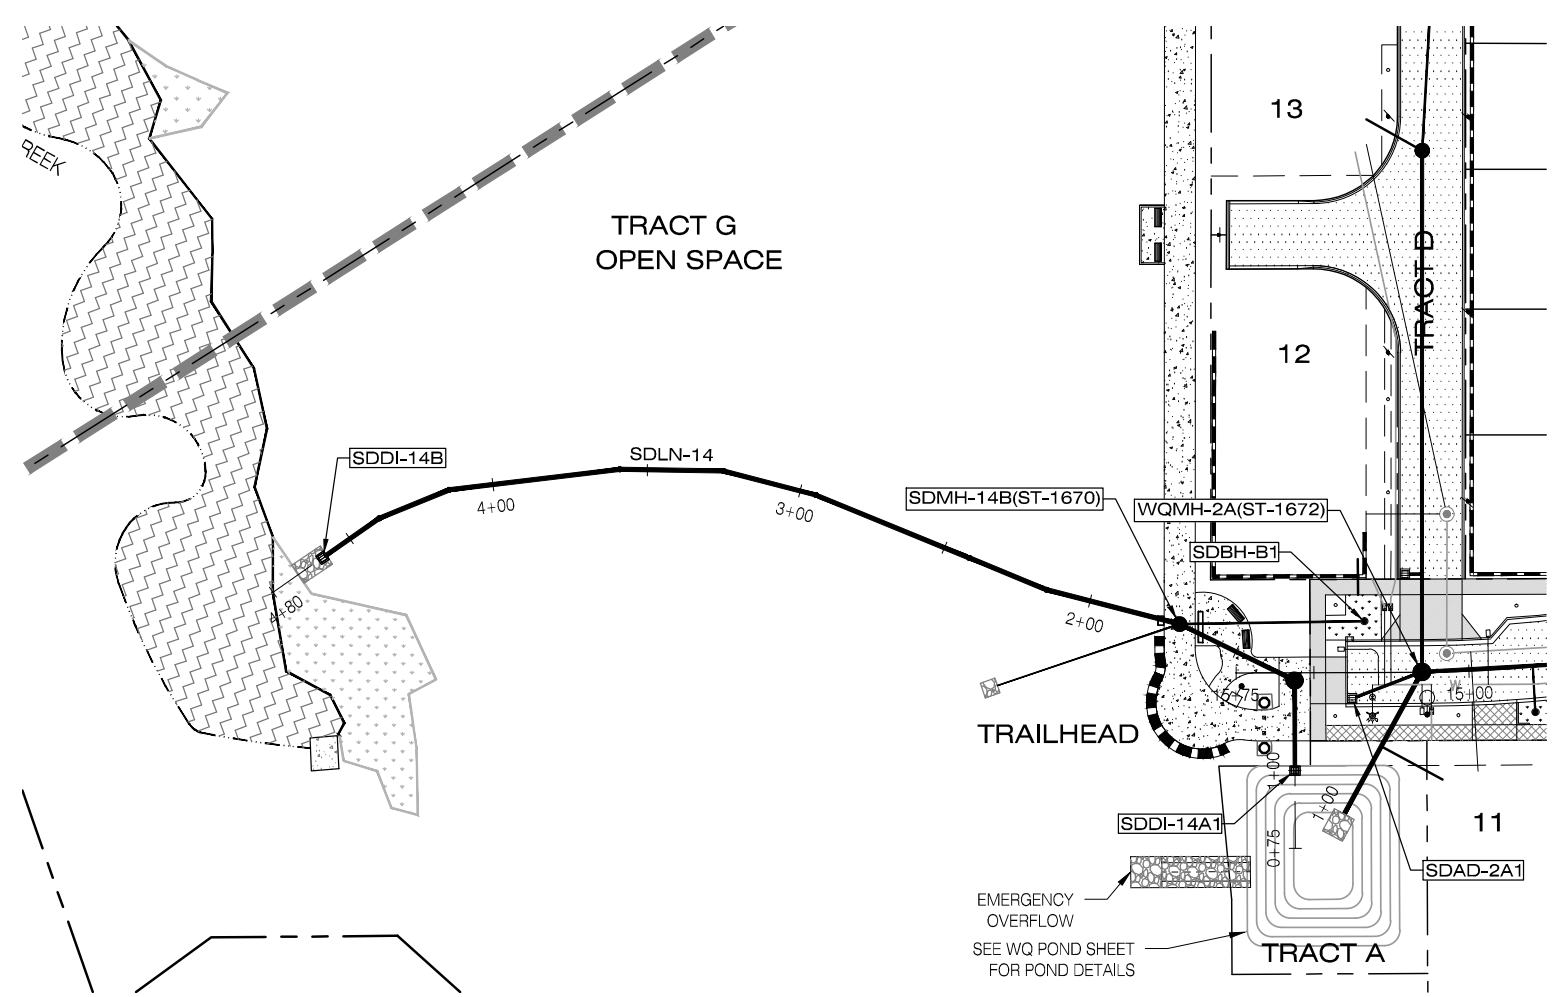 REEK
TRACT G
OPEN SPACE
13
TRACT D
12
SDDI-14B
SDLN-14
4+00
3+00
SDMH-14B(ST-1670)
WQMH-2A(ST-1672)
SDBH-B1
4+80
2+00
W
15+75
15+00
TRAILHEAD
1+00
1+00
SDDI-14A1
11
0+75
SDAD-2A1
EMERGENCY
OVERFLOW
SEE WQ POND SHEET
FOR POND DETAILS
TRACT A